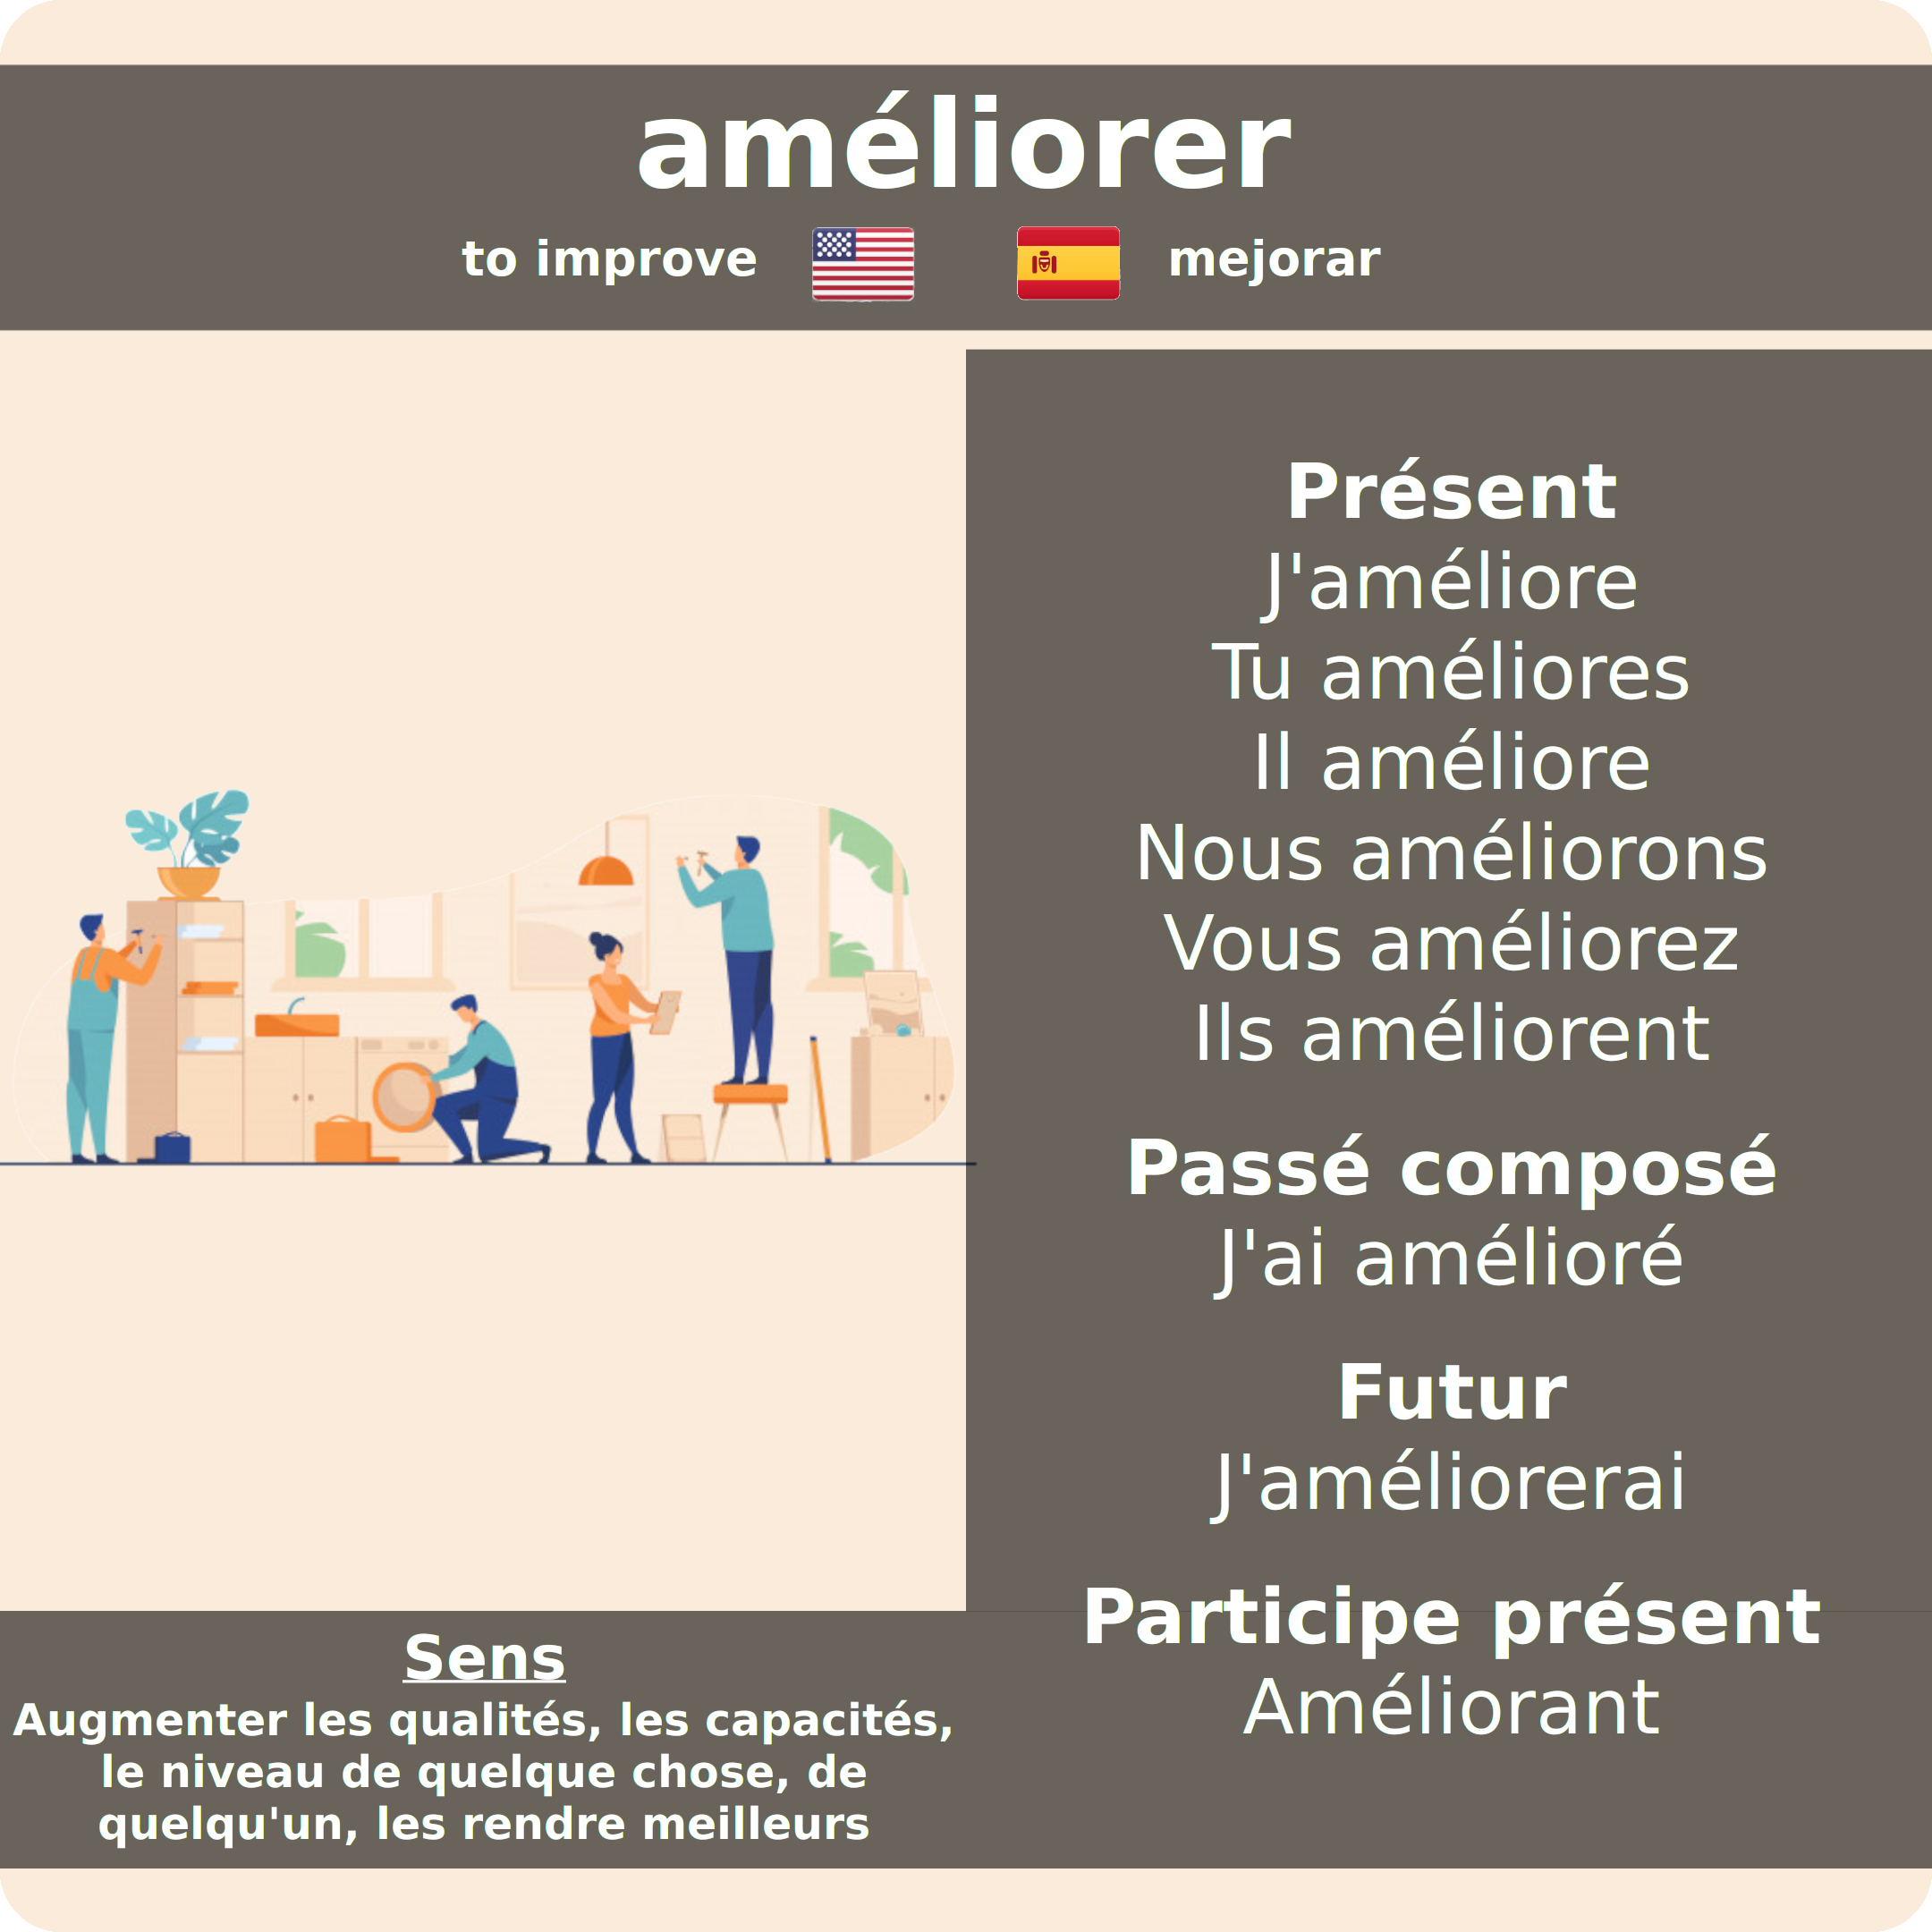 améliorer
to improve
mejorar
Présent
J'améliore
Tu améliores
Il améliore
Nous améliorons
Vous améliorez
Ils améliorent
Passé composé
J'ai amélioré
Futur
J'améliorerai
Participe présent
Améliorant
Sens
Augmenter les qualités, les capacités,
le niveau de quelque chose, de
quelqu'un, les rendre meilleurs